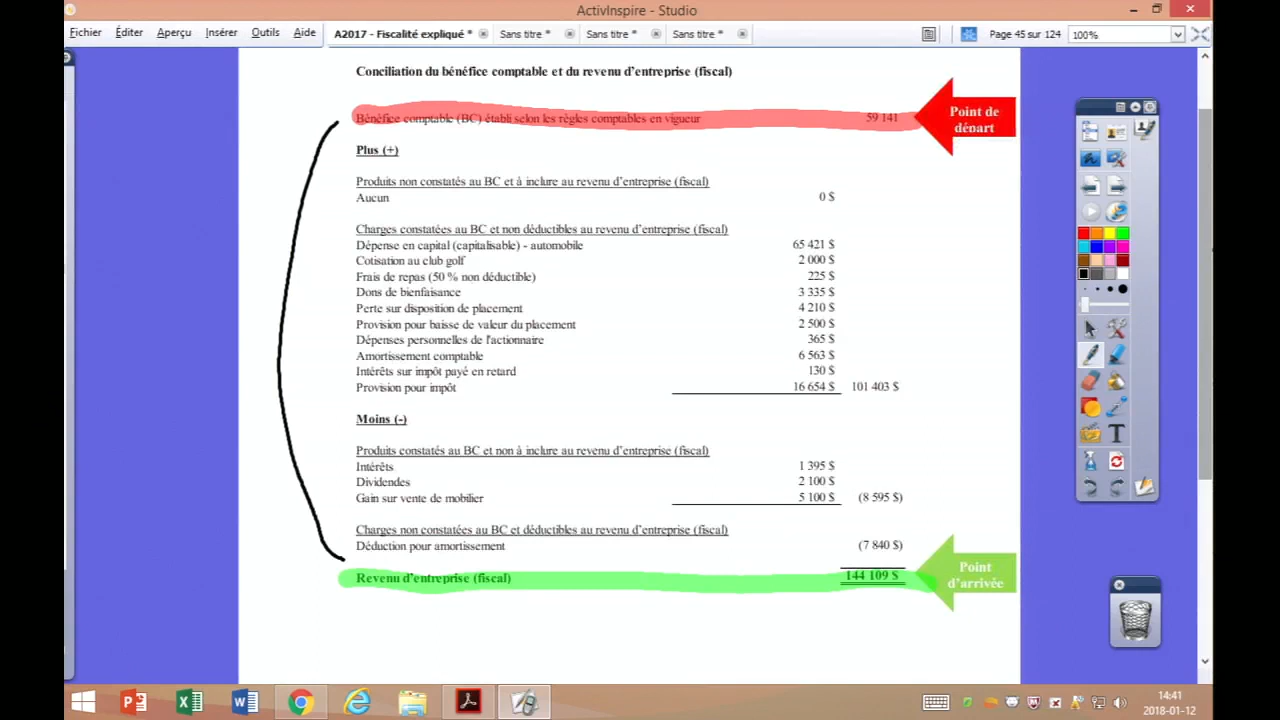 ActivInspire - Studio
Fichier Éditer Aperçu Insérer Outils Aide A2017 - Fiscalité expliqué * Sans titre * Sans titre * Sans titre * Page 45 sur 124 100%
Conciliation du bénéfice comptable et du revenu d'entreprise (fiscal)
Bénéfice comptable (BC) établi selon les règles comptables en vigueur 59 141
Point de
départ
Plus (+)
Produits non constatés au BC et à inclure au revenu d'entreprise (fiscal)
Aucun 0 $
Charges constatées au BC et non déductibles au revenu d'entreprise (fiscal)
Dépense en capital (capitalisable) - automobile 65 421 $
Cotisation au club golf 2 000 $
Frais de repas (50 % non déductible) 225 $
Dons de bienfaisance 3 335 $
Perte sur disposition de placement 4 210 $
Provision pour baisse de valeur du placement 2 500 $
Dépenses personnelles de l'actionnaire 365 $
Amortissement comptable 6 563 $
Intérêts sur impôt payé en retard 130 $
Provision pour impôt 16 654 $ 101 403 $
Moins (-)
Produits constatés au BC et non à inclure au revenu d'entreprise (fiscal)
Intérêts 1 395 $
Dividendes 2 100 $
Gain sur vente de mobilier 5 100 $ (8 595 $)
Charges non constatées au BC et déductibles au revenu d'entreprise (fiscal)
Déduction pour amortissement (7 840 $)
Revenu d'entreprise (fiscal) 144 109 $
Point
d'arrivée
14:41
2018-01-12